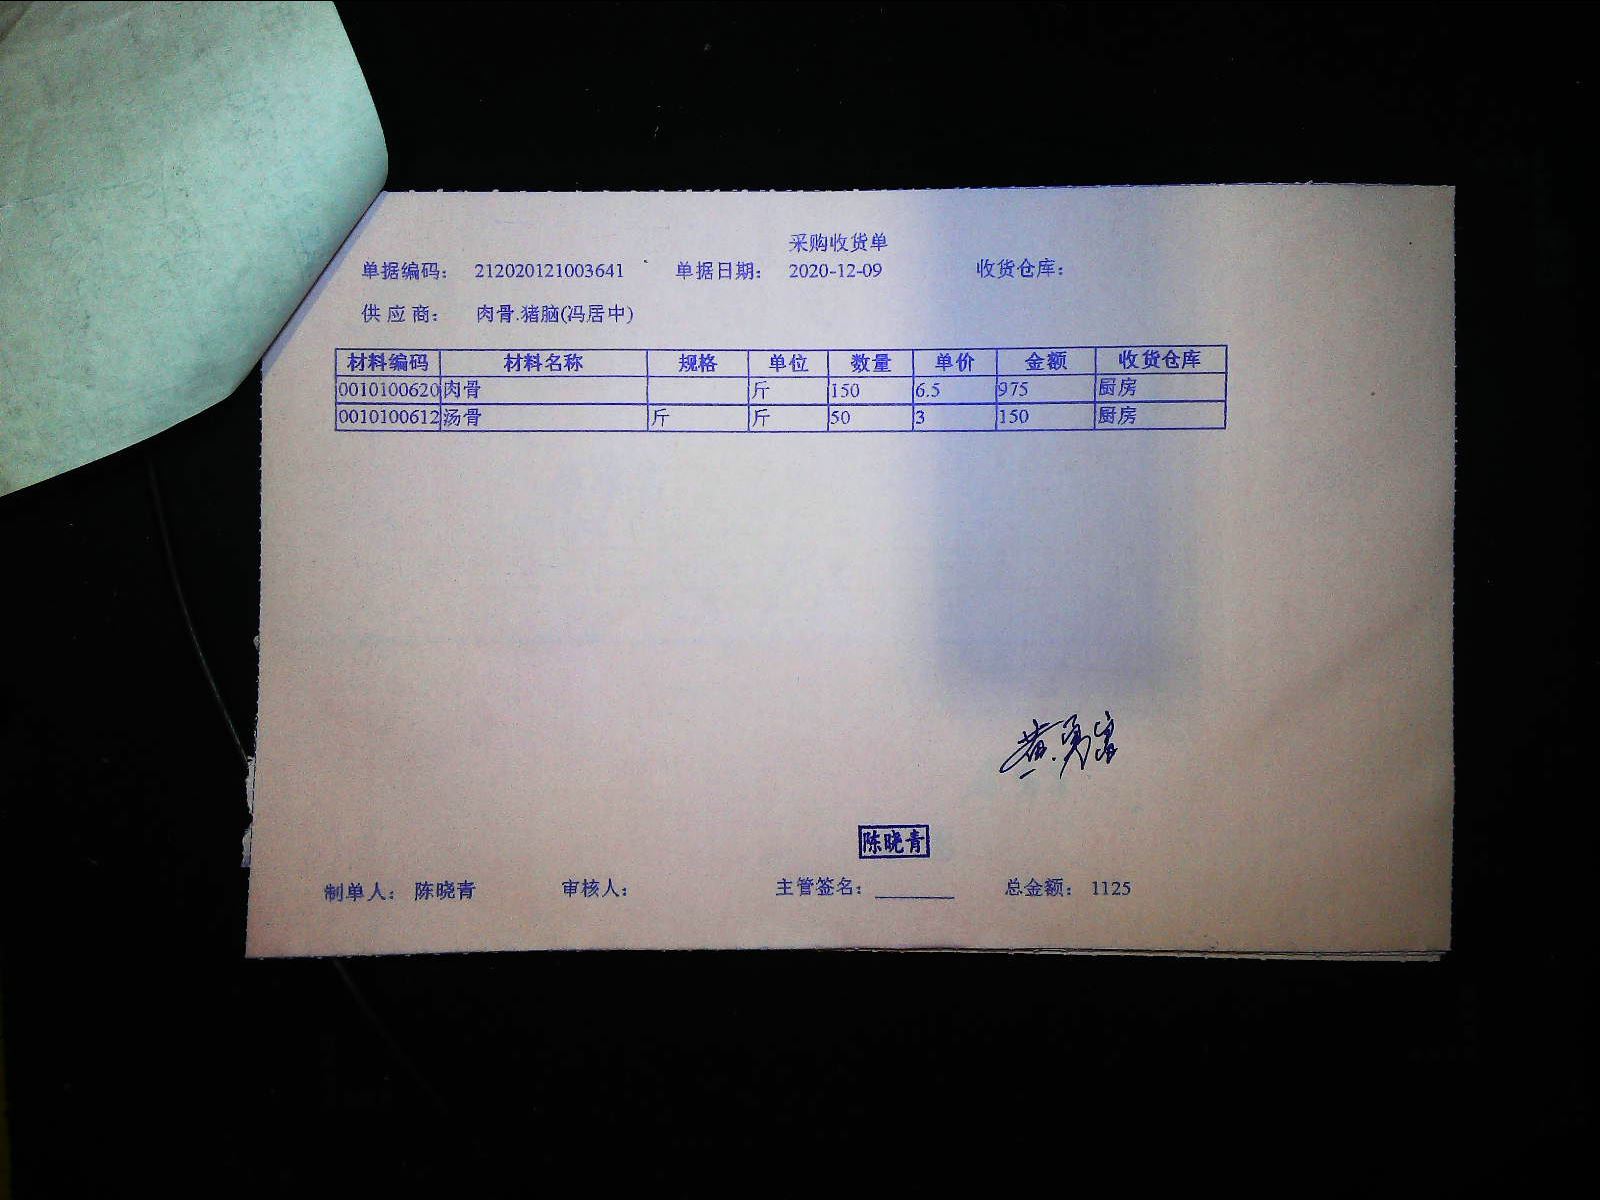 采购收货单
单据编码： 212020121003641 单据日期： 2020-12-09 收货仓库：
供应商： 肉骨.猪脑(冯居中)
材料编码 材料名称 规格 单位 数量 单价 金额 收货仓库
0010100620 肉骨 斤 150 6.5 975 厨房
0010100612 汤骨 斤 斤 50 3 150 厨房
陈晓青
制单人： 陈晓青 审核人： 主管签名：________ 总金额： 1125